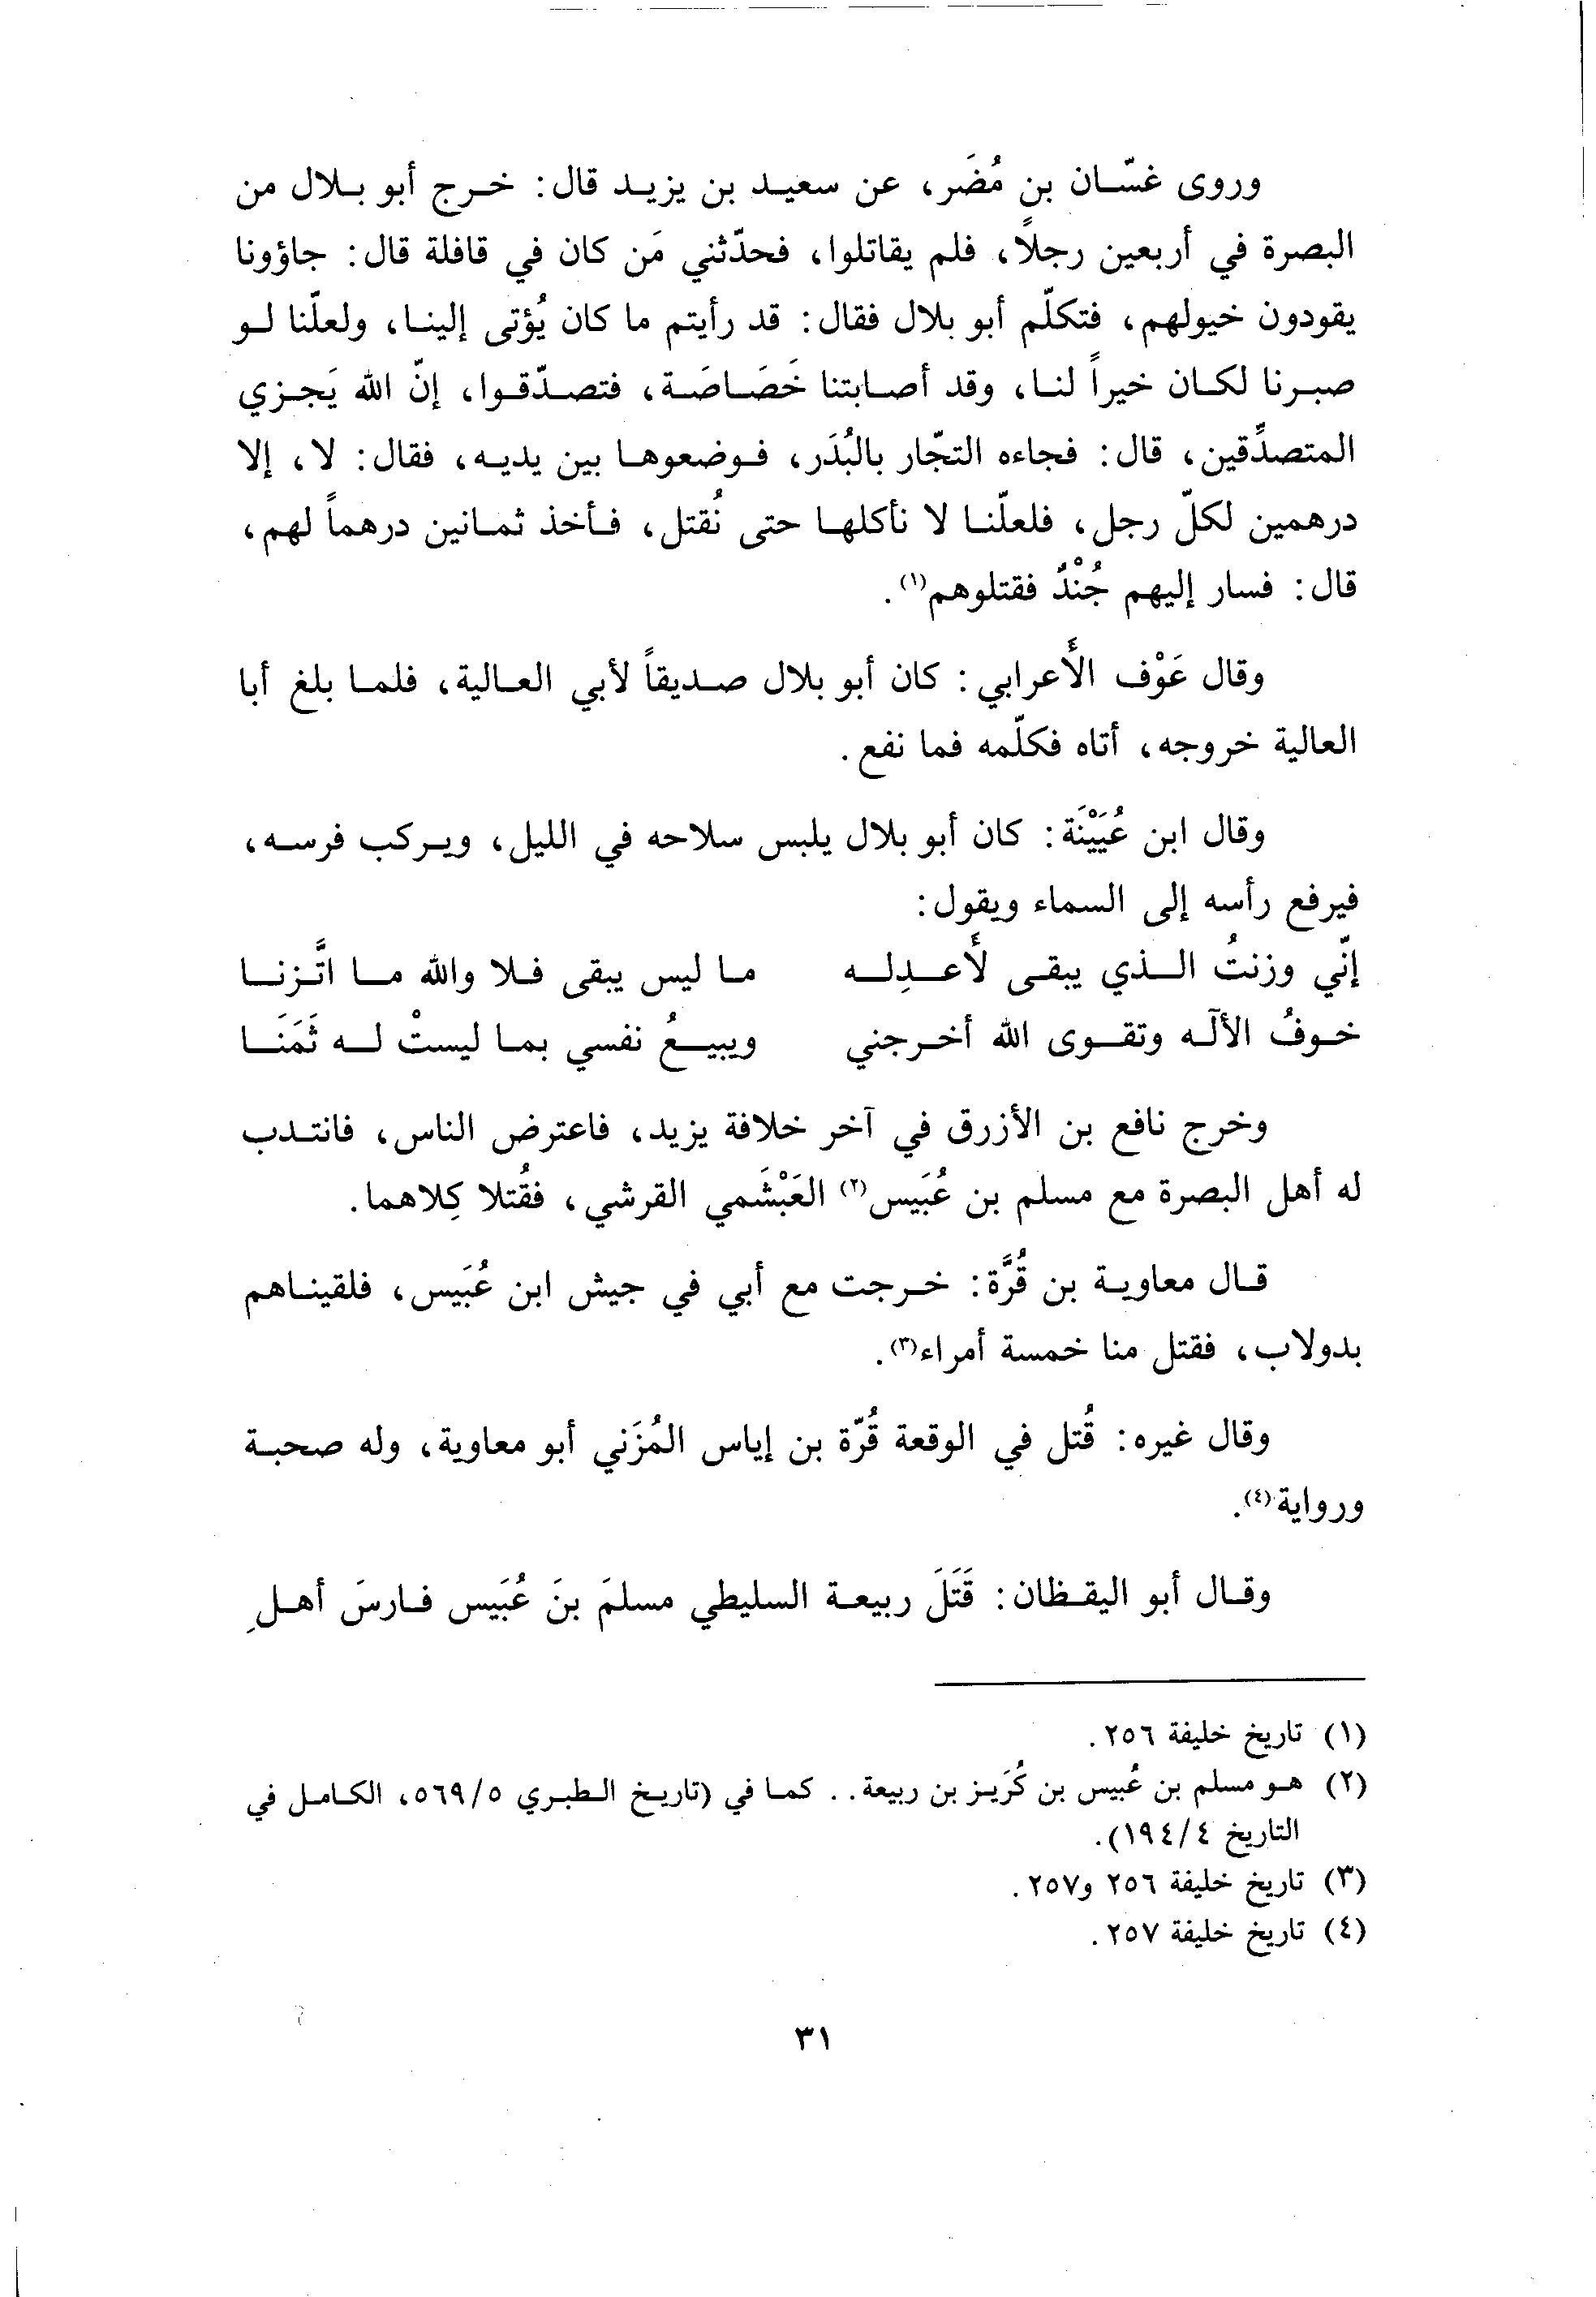 وروى غسّان بن مُضَر، عن سعيد بن يزيد قال: خرج أبو بلال من
البصرة في أربعين رجلاً، فلم يقاتلوا، فحدّثني مَن كان في قافلة قال: جاؤونا
يقودون خيولهم، فتكلّم أبو بلال فقال: قد رأيتم ما كان يُؤتى إلينا، ولعلّنا لو
صبرنا لكان خيراً لنا، وقد أصابتنا خَصَاصَة، فتصدّقوا، إنّ الله يَجزي
المتصدِّقين، قال: فجاءه التجّار بالبُدَر، فوضعوها بين يديه، فقال: لا، إلا
درهمين لكلّ رجل، فلعلّنا لا نأكلها حتى نُقتل، فأخذ ثمانين درهماً لهم،
قال: فسار إليهم جُنْدٌ فقتلوهم(١).
وقال عَوْف الأَعرابي: كان أبو بلال صديقاً لأبي العالية، فلما بلغ أبا
العالية خروجه، أتاه فكلّمه فما نفع.
وقال ابن عُيَيْنَة: كان أبو بلال يلبس سلاحه في الليل، ويركب فرسه،
فيرفع رأسه إلى السماء ويقول:
إنّي وزنتُ الذي يبقى لأَعدِله ما ليس يبقى فلا والله ما اتَّزنا
خوفُ الألٓه وتقوى الله أخرجني ويبيعُ نفسي بما ليستْ له ثَمَنَا
وخرج نافع بن الأزرق في آخر خلافة يزيد، فاعترض الناس، فانتدب
له أهل البصرة مع مسلم بن عُبَيس(٢) العَبْشَمي القرشي، فقُتلا كِلاهما.
قال معاوية بن قُرَّة: خرجت مع أبي في جيش ابن عُبَيس، فلقيناهم
بدولاب، فقتل منا خمسة أمراء(٣).
وقال غيره: قُتل في الوقعة قُرّة بن إياس المُزَني أبو معاوية، وله صحبة
ورواية(٤).
وقال أبو اليقظان: قَتَلَ ربيعة السليطي مسلمَ بنَ عُبَيس فارسَ أهلِ
(١) تاريخ خليفة ٢٥٦.
(٢) هو مسلم بن عُبيس بن كُرَيز بن ربيعة.. كما في (تاريخ الطبري ٥/٥٦٩، الكامل في
التاريخ ٤/١٩٤).
(٣) تاريخ خليفة ٢٥٦ و٢٥٧.
(٤) تاريخ خليفة ٢٥٧.
٣١